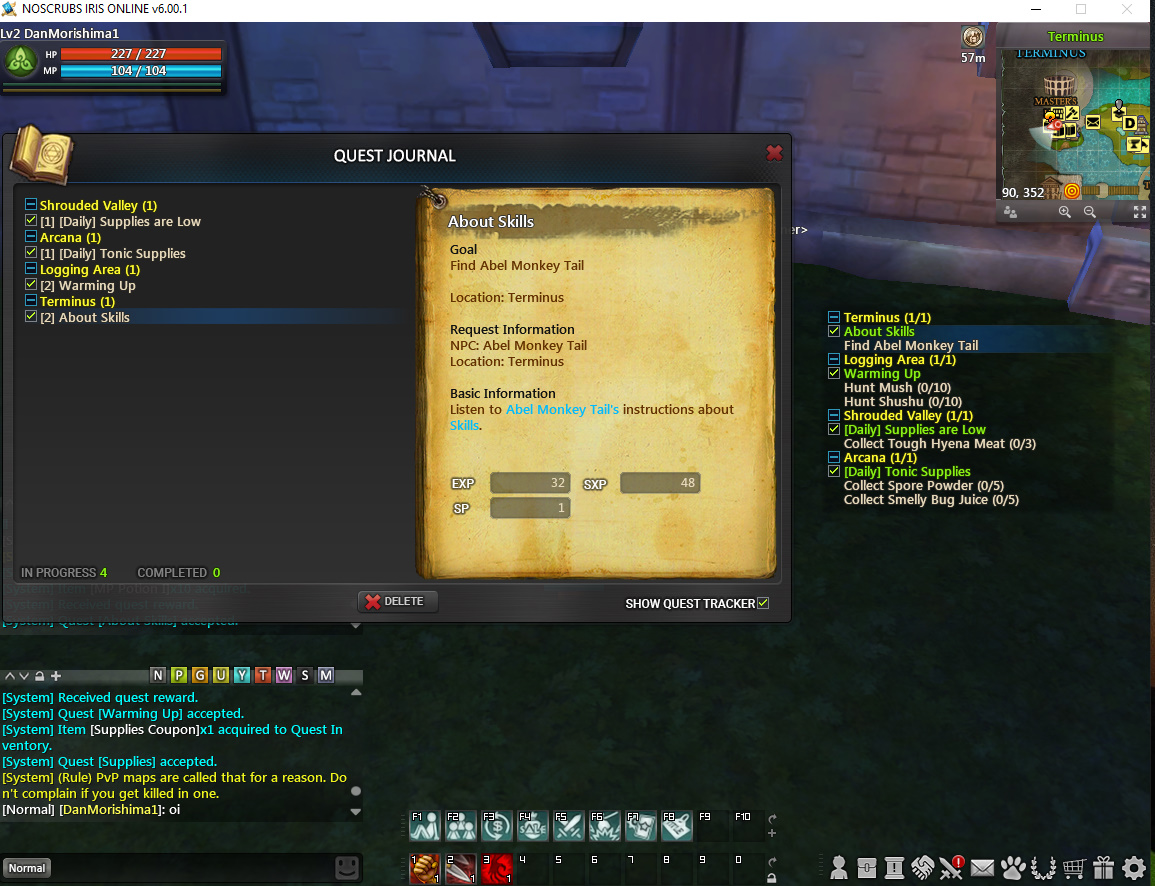 NOSCRUBS IRIS ONLINE v6.00.1
Lv2 DanMorishima1
HP 227 / 227
MP 104 / 104
57m
Terminus
TERMINUS
MASTER'S
D
90, 352
QUEST JOURNAL
Shrouded Valley (1)
[1] [Daily] Supplies are Low
Arcana (1)
[1] [Daily] Tonic Supplies
Logging Area (1)
[2] Warming Up
Terminus (1)
[2] About Skills
IN PROGRESS 4
COMPLETED 0
About Skills
Goal
Find Abel Monkey Tail
Location: Terminus
Request Information
NPC: Abel Monkey Tail
Location: Terminus
Basic Information
Listen to Abel Monkey Tail's instructions about
Skills.
EXP 32 SXP 48
SP 1
DELETE
SHOW QUEST TRACKER
er>
Terminus (1/1)
About Skills
Find Abel Monkey Tail
Logging Area (1/1)
Warming Up
Hunt Mush (0/10)
Hunt Shushu (0/10)
Shrouded Valley (1/1)
[Daily] Supplies are Low
Collect Tough Hyena Meat (0/3)
Arcana (1/1)
[Daily] Tonic Supplies
Collect Spore Powder (0/5)
Collect Smelly Bug Juice (0/5)
[System] Quest [About Skills] accepted.
N P G U Y T W S M
[System] Received quest reward.
[System] Quest [Warming Up] accepted.
[System] Item [Supplies Coupon]x1 acquired to Quest In
ventory.
[System] Quest [Supplies] accepted.
[System] (Rule) PvP maps are called that for a reason. Do
n't complain if you get killed in one.
[Normal] [DanMorishima1]: oi
Normal
F1 F2 F3 F4 F5 F6 F7 F8 F9 F10
SALE
1 2 3 4 5 6 7 8 9 0
1 1 1